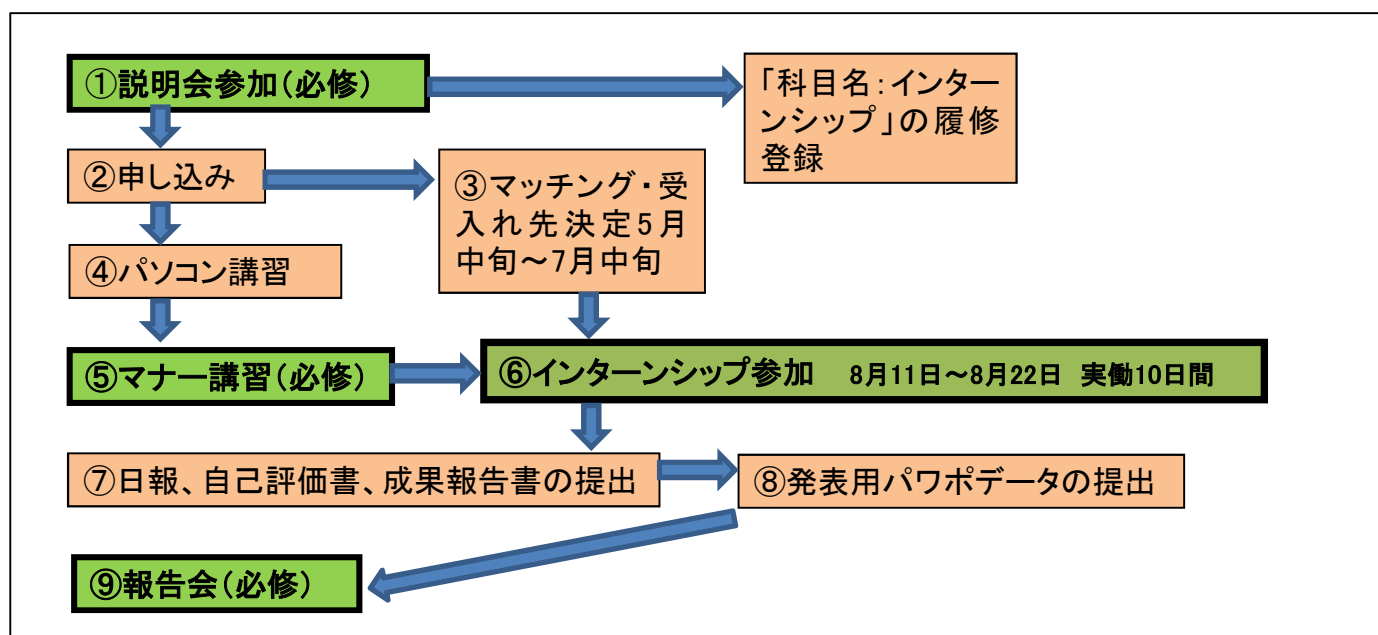 ①説明会参加（必修）
「科目名：インター
ンシップ」の履修
登録
②申し込み
③マッチング・受
入れ先決定5月
中旬～7月中旬
④パソコン講習
⑤マナー講習（必修）
⑥インターンシップ参加　8月11日～8月22日　実働10日間
⑦日報、自己評価書、成果報告書の提出
⑧発表用パワポデータの提出
⑨報告会（必修）